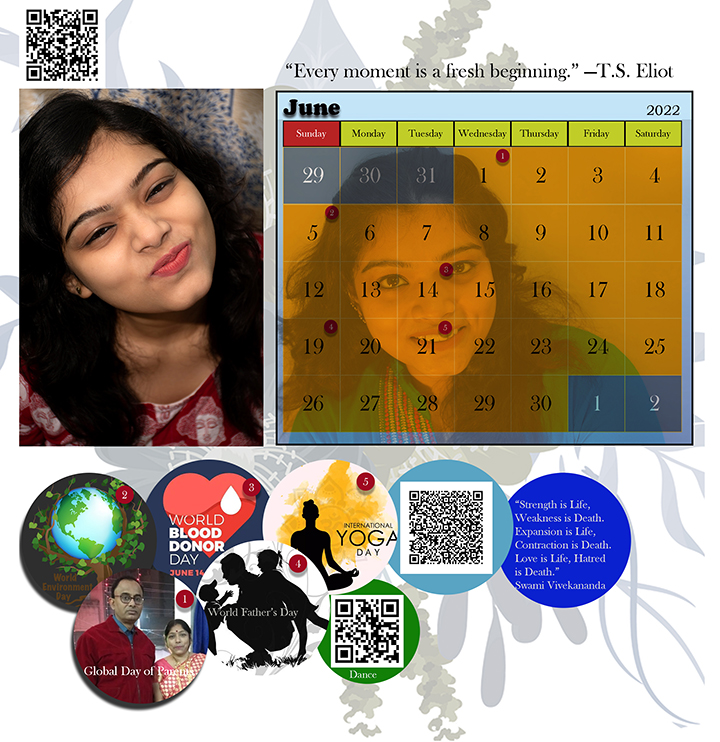 “Every moment is a fresh beginning.” —T.S. Eliot
June 2022
Sunday Monday Tuesday Wednesday Thursday Friday Saturday
29 30 31 1 1 2 3 4
5 2 6 7 8 9 10 11
12 13 14 3 15 16 17 18
19 4 20 21 5 22 23 24 25
26 27 28 29 30 1 2
2
World
Environment
Day
3
WORLD
BLOOD
DONOR
DAY
JUNE 14
5
INTERNATIONAL
YOGA
DAY
“Strength is Life,
Weakness is Death.
Expansion is Life,
Contraction is Death.
Love is Life, Hatred
is Death.”
Swami Vivekananda
1
Global Day of Parents
4
World Father's Day
Dance